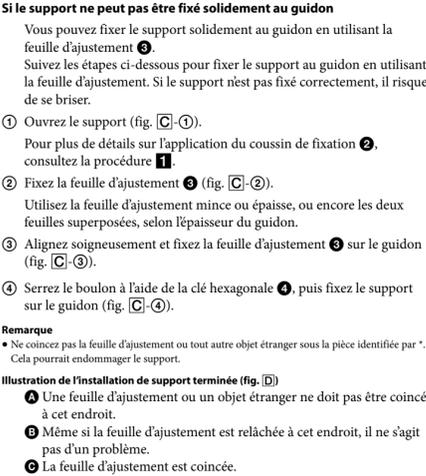 Si le support ne peut pas être fixé solidement au guidon
Vous pouvez fixer le support solidement au guidon en utilisant la
feuille d’ajustement ❸.
Suivez les étapes ci-dessous pour fixer le support au guidon en utilisant
la feuille d’ajustement. Si le support n’est pas fixé correctement, il risque
de se briser.
① Ouvrez le support (fig. C-①).
Pour plus de détails sur l’application du coussin de fixation ❷,
consultez la procédure 1.
② Fixez la feuille d’ajustement ❸ (fig. C-②).
Utilisez la feuille d’ajustement mince ou épaisse, ou encore les deux
feuilles superposées, selon l’épaisseur du guidon.
③ Alignez soigneusement et fixez la feuille d’ajustement ❸ sur le guidon
(fig. C-③).
④ Serrez le boulon à l’aide de la clé hexagonale ❹, puis fixez le support
sur le guidon (fig. C-④).
Remarque
• Ne coincez pas la feuille d’ajustement ou tout autre objet étranger sous la pièce identifiée par *.
Cela pourrait endommager le support.
Illustration de l’installation de support terminée (fig. D)
A Une feuille d’ajustement ou un objet étranger ne doit pas être coincé
à cet endroit.
B Même si la feuille d’ajustement est relâchée à cet endroit, il ne s’agit
pas d’un problème.
C La feuille d’ajustement est coincée.